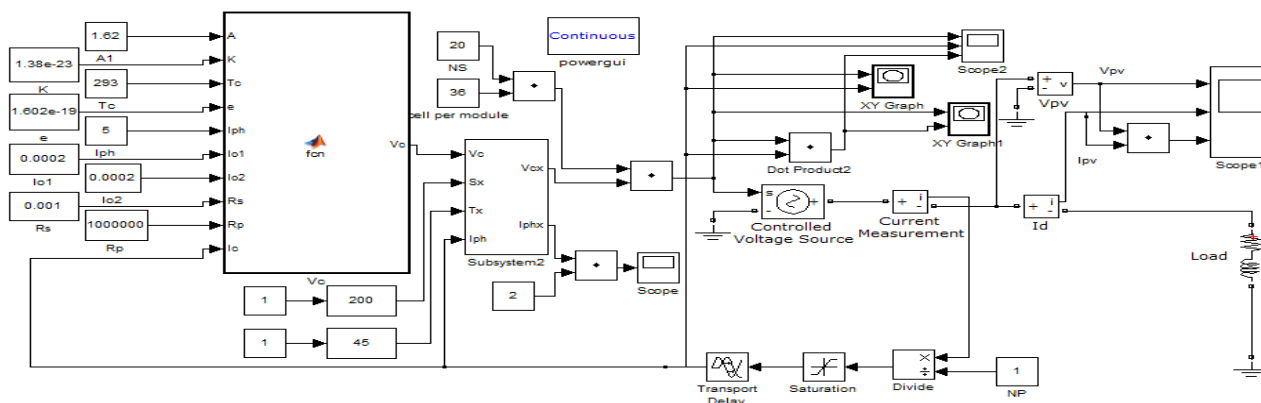 1.62
A
A1
1.38e-23
K
K
293
Tc
Tc
1.602e-19
e
e
5
Iph
Iph
0.0002
Io1
Io1
0.0002
Io2
Io2
0.001
Rs
Rs
1000000
Rp
Rp
Ic
fcn
Vc
Vc
Continuous
powergui
20
NS
36
cell per module
Vc
Sx
Tx
Iph
Vcx
Iphx
Subsystem2
1
200
1
45
2
Scope
Dot Product2
XY Graph
XY Graph1
Scope2
s
-
+
Controlled
Voltage Source
+
i
-
Current
Measurement
+
-
v
Vpv
Vpv
Ipv
Scope1
+
i
-
Id
Load
Transport
Delay
Saturation
×
÷
Divide
1
NP